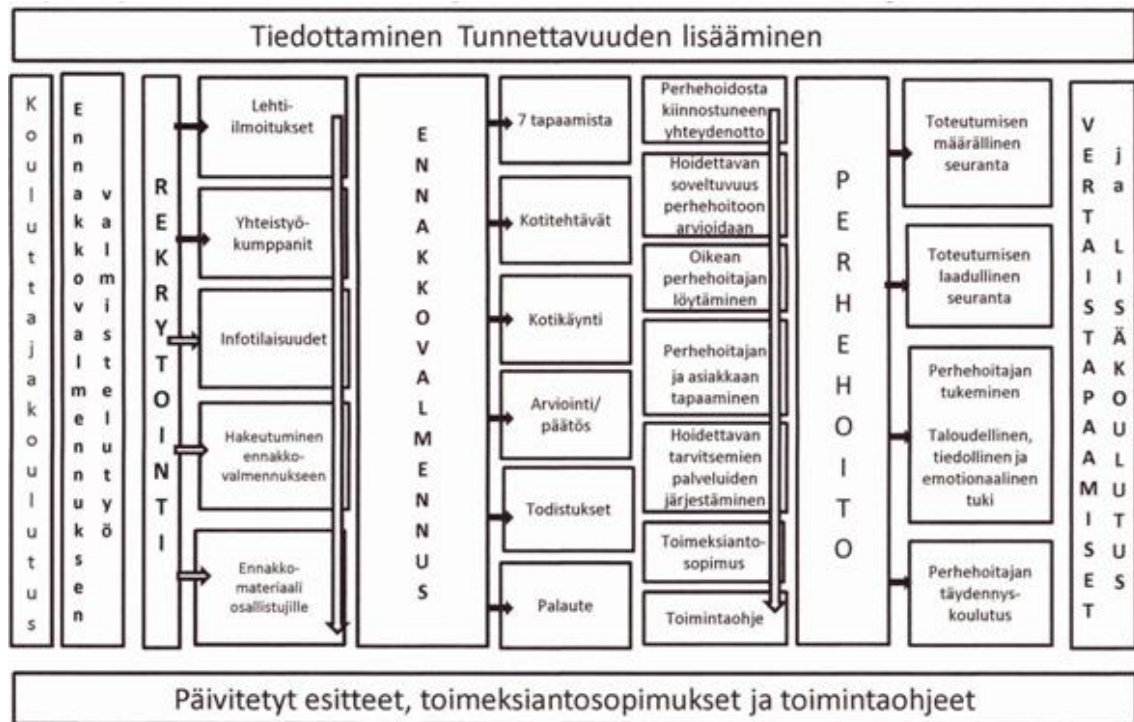 Tiedottaminen Tunnettavuuden lisääminen
Kouluttajakoulutus
Ennakkovalmennuksen
valmistelutyö
REKRYTOINTI
Lehti-
ilmoitukset
Yhteistyö-
kumppanit
Infotilaisuudet
Hakeutuminen
ennakko-
valmennukseen
Ennakko-
materiaali
osallistujille
ENNAKKOVALMENNUS
7 tapaamista
Kotitehtävät
Kotikäynti
Arviointi/
päätös
Todistukset
Palaute
Perhehoidosta
kiinnostuneen
yhteydenotto
Hoidettavan
soveltuvuus
perhehoitoon
arvioidaan
Oikean
perhehoitajan
löytäminen
Perhehoitajan
ja asiakkaan
tapaaminen
Hoidettavan
tarvitsemien
palveluiden
järjestäminen
Toimeksianto-
sopimus
Toimintaohje
PERHEHOITO
Toteutumisen
määrällinen
seuranta
Toteutumisen
laadullinen
seuranta
Perhehoitajan
tukeminen
Taloudellinen,
tiedollinen ja
emotionaalinen
tuki
Perhehoitajan
täydennys-
koulutus
VERTAISTAPAAMISET
ja LISÄKOULUTUS
Päivitetyt esitteet, toimeksiantosopimukset ja toimintaohjeet